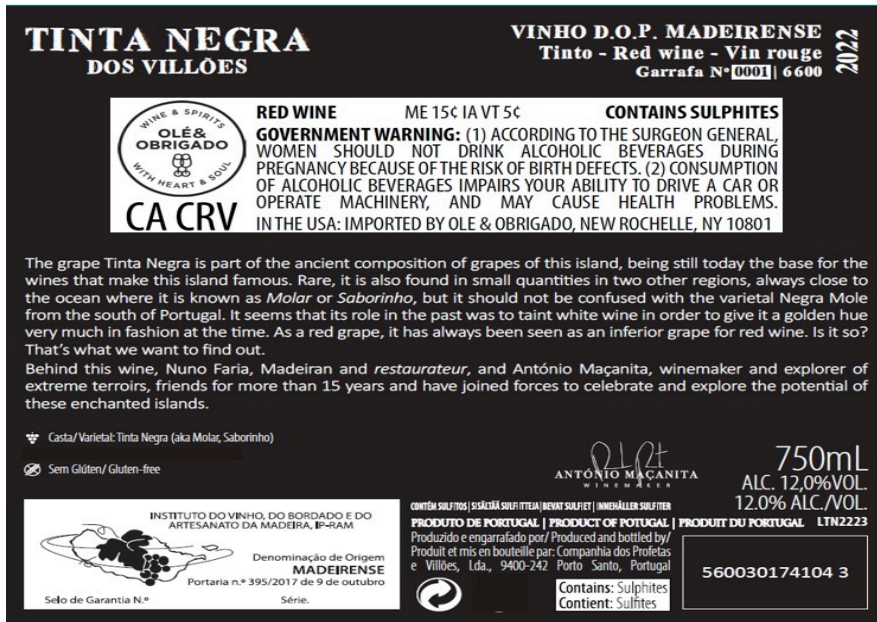 TINTA NEGRA
DOS VILLÕES
VINHO D.O.P. MADEIRENSE
Tinto - Red wine - Vin rouge
Garrafa Nº 0001 | 6600
2022
WINE & SPIRITS
OLÉ&
OBRIGADO
WITH HEART & SOUL
CA CRV
RED WINE ME 15¢ IA VT 5¢ CONTAINS SULPHITES
GOVERNMENT WARNING: (1) ACCORDING TO THE SURGEON GENERAL,
WOMEN SHOULD NOT DRINK ALCOHOLIC BEVERAGES DURING
PREGNANCY BECAUSE OF THE RISK OF BIRTH DEFECTS. (2) CONSUMPTION
OF ALCOHOLIC BEVERAGES IMPAIRS YOUR ABILITY TO DRIVE A CAR OR
OPERATE MACHINERY, AND MAY CAUSE HEALTH PROBLEMS.
IN THE USA: IMPORTED BY OLE & OBRIGADO, NEW ROCHELLE, NY 10801
The grape Tinta Negra is part of the ancient composition of grapes of this island, being still today the base for the
wines that make this island famous. Rare, it is also found in small quantities in two other regions, always close to
the ocean where it is known as Molar or Saborinho, but it should not be confused with the varietal Negra Mole
from the south of Portugal. It seems that its role in the past was to taint white wine in order to give it a golden hue
very much in fashion at the time. As a red grape, it has always been seen as an inferior grape for red wine. Is it so?
That's what we want to find out.
Behind this wine, Nuno Faria, Madeiran and restaurateur, and António Maçanita, winemaker and explorer of
extreme terroirs, friends for more than 15 years and have joined forces to celebrate and explore the potential of
these enchanted islands.
Casta/ Varietal: Tinta Negra (aka Molar, Saborinho)
Sem Glúten/ Gluten-free
ANTÓNIO MAÇANITA
WINEMAKER
750mL
ALC. 12,0%VOL.
12.0% ALC./VOL.
INSTITUTO DO VINHO, DO BORDADO E DO
ARTESANATO DA MADEIRA, IP-RAM
Denominação de Origem
MADEIRENSE
Portaria n.º 395/2017 de 9 de outubro
Selo de Garantia N.º Série.
CONTÉM SULFITOS | SISÄLTÄÄ SULFIITTEJA | BEVAT SULFIET | INNEHÅLLER SULFITER
PRODUTO DE PORTUGAL | PRODUCT OF POTUGAL | PRODUIT DU PORTUGAL LTN2223
Produzido e engarrafado por/ Produced and bottled by/
Produit et mis en bouteille par: Companhia dos Profetas
e Villões, Lda., 9400-242 Porto Santo, Portugal
Contains: Sulphites
Contient: Sulfites
560030174104 3